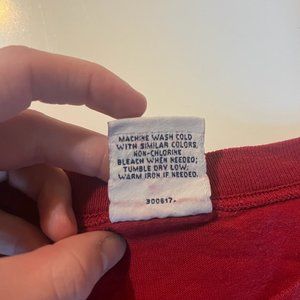 MACHINE WASH COLD
WITH SIMILAR COLORS.
NON-CHLORINE
BLEACH WHEN NEEDED;
TUMBLE DRY LOW;
WARM IRON IF NEEDED.
300617-